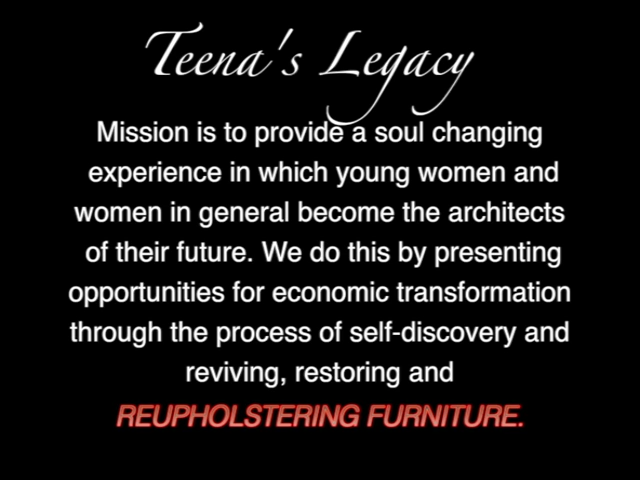 Teena's Legacy
Mission is to provide a soul changing
experience in which young women and
women in general become the architects
of their future. We do this by presenting
opportunities for economic transformation
through the process of self-discovery and
reviving, restoring and
REUPHOLSTERING FURNITURE.